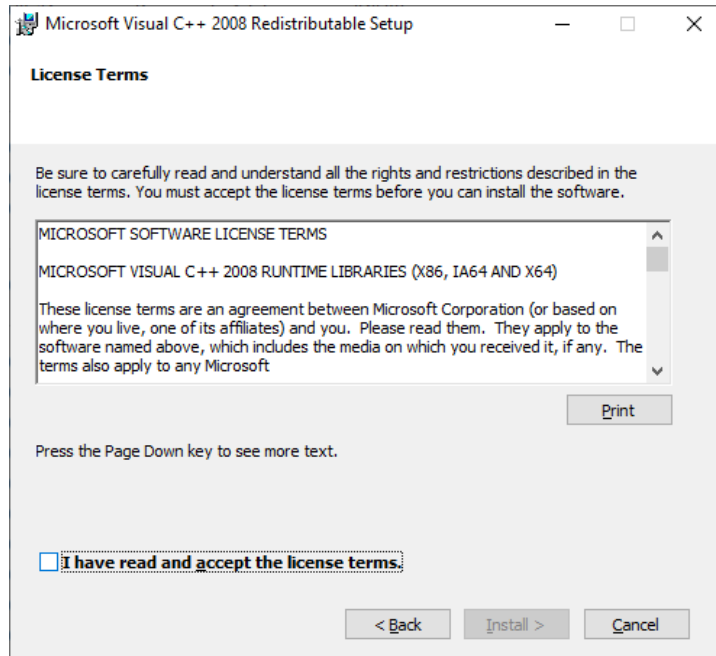 Microsoft Visual C++ 2008 Redistributable Setup
License Terms
Be sure to carefully read and understand all the rights and restrictions described in the
license terms. You must accept the license terms before you can install the software.
MICROSOFT SOFTWARE LICENSE TERMS
MICROSOFT VISUAL C++ 2008 RUNTIME LIBRARIES (X86, IA64 AND X64)
These license terms are an agreement between Microsoft Corporation (or based on
where you live, one of its affiliates) and you.  Please read them.  They apply to the
software named above, which includes the media on which you received it, if any.  The
terms also apply to any Microsoft
Print
Press the Page Down key to see more text.
I have read and accept the license terms.
< Back
Install >
Cancel